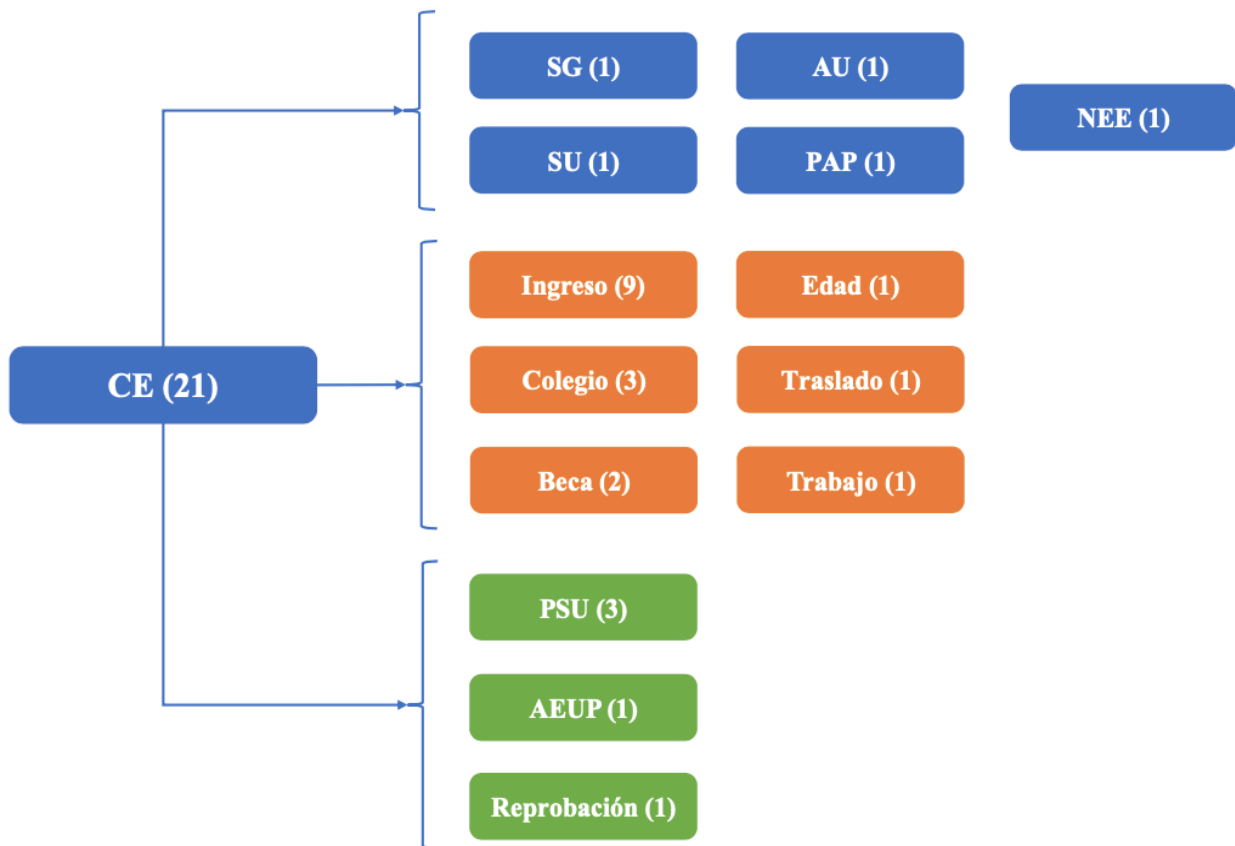 SG (1)
AU (1)
NEE (1)
SU (1)
PAP (1)
Ingreso (9)
Edad (1)
CE (21)
Colegio (3)
Traslado (1)
Beca (2)
Trabajo (1)
PSU (3)
AEUP (1)
Reprobación (1)